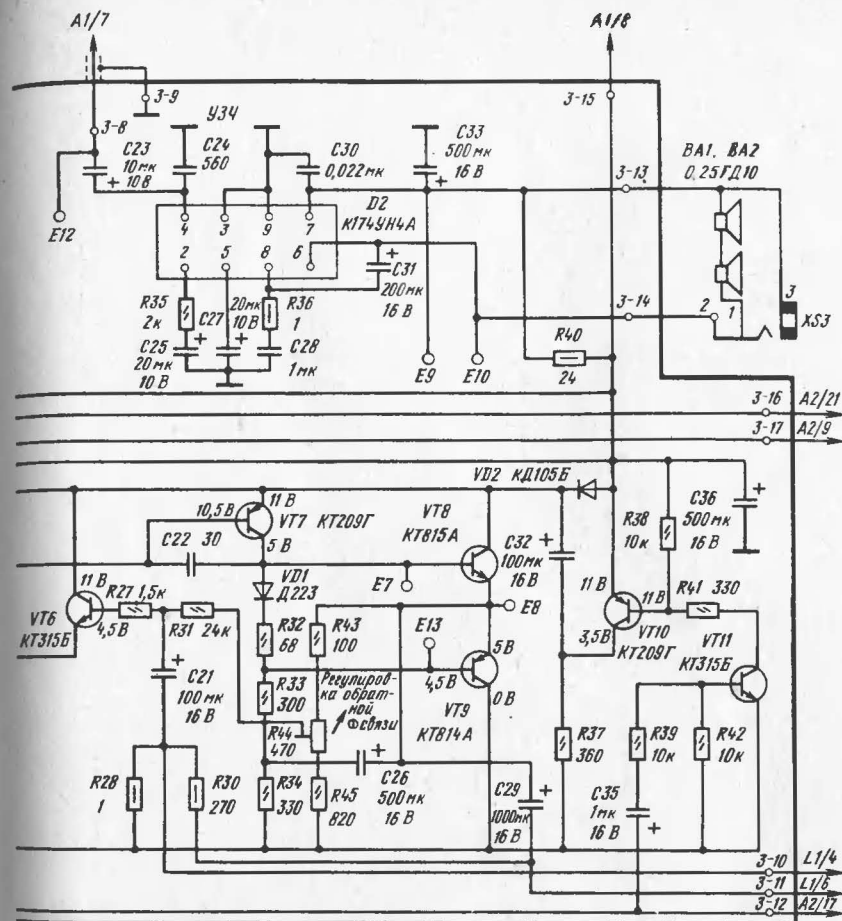 A1/7
A1/8
3-9
3-15
3-8
УЗЧ
C23
10мк
10В
C24
560
C30
0,022мк
C33
500мк
16В
ВА1, ВА2
0,25ГД10
3-13
E12
D2
К174УН4А
4
3
9
7
2
5
8
6
C31
200мк
16В
R35
2к
C27
20мк
10В
R36
1
C25
20мк
10В
C28
1мк
3-14
2
1
3
XS3
R40
24
E9
E10
3-16
A2/21
3-17
A2/9
VD2 КД105Б
10,5В
11В
VT7 КТ209Г
5В
C22 30
VT8
КТ815А
C32
100мк
16В
R38
10к
C36
500мк
16В
VD1
Д223
E7
11В
R27 1,5к
VT6
КТ315Б
4,5В
R31 24к
R32
68
R43
100
E13
E8
5В
11В
11В
R41 330
3,5В
VT10
КТ209Г
VT11
КТ315Б
C21
100мк
16В
R33
300
Регулиров-
ка обрат-
ной
связи
4,5В
0В
VT9
КТ814А
R44
470
R37
360
R39
10к
R42
10к
R28
1
R30
270
R34
330
R45
820
C26
500мк
16В
C29
1000мк
16В
C35
1мк
16В
3-10
L1/4
3-11
L1/6
3-12
A2/17